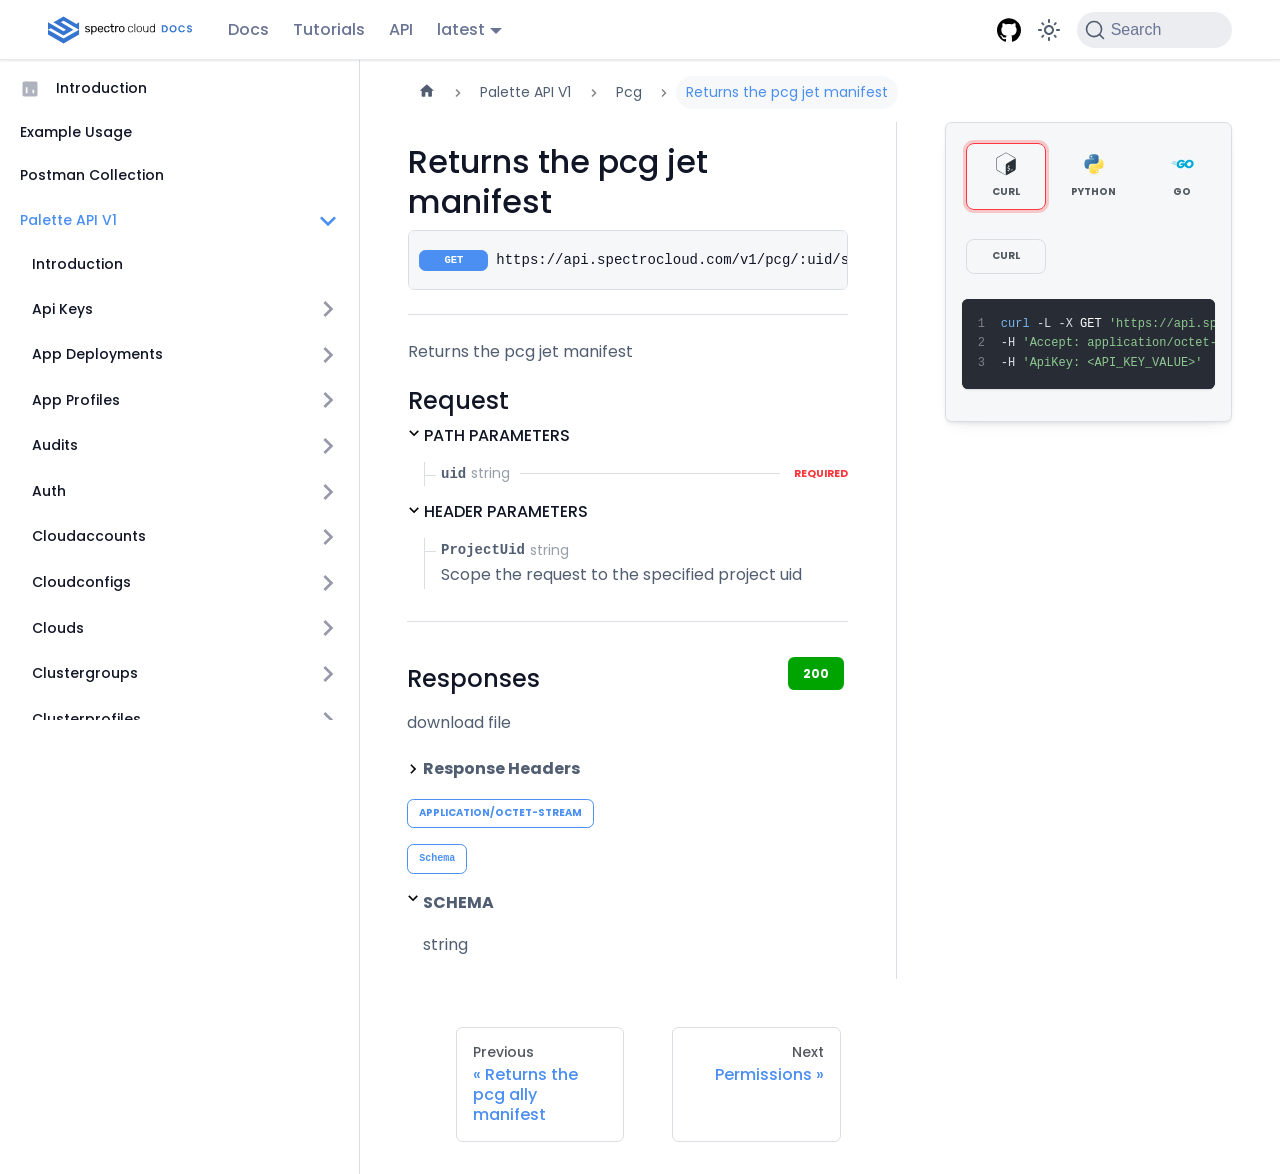 spectro cloud DOCS
Docs Tutorials API latest
Search
Introduction
Example Usage
Postman Collection
Palette API V1
Introduction
Api Keys
App Deployments
App Profiles
Audits
Auth
Cloudaccounts
Cloudconfigs
Clouds
Clustergroups
Clusterprofiles
Palette API V1 Pcg Returns the pcg jet manifest
Returns the pcg jet
manifest
GET https://api.spectrocloud.com/v1/pcg/:uid/s
Returns the pcg jet manifest
Request
PATH PARAMETERS
uid string REQUIRED
HEADER PARAMETERS
ProjectUid string
Scope the request to the specified project uid
Responses
200
download file
Response Headers
APPLICATION/OCTET-STREAM
Schema
SCHEMA
string
Previous
« Returns the
pcg ally
manifest
Next
Permissions »
CURL PYTHON GO
CURL
1 curl -L -X GET 'https://api.sp
2 -H 'Accept: application/octet-
3 -H 'ApiKey: <API_KEY_VALUE>'